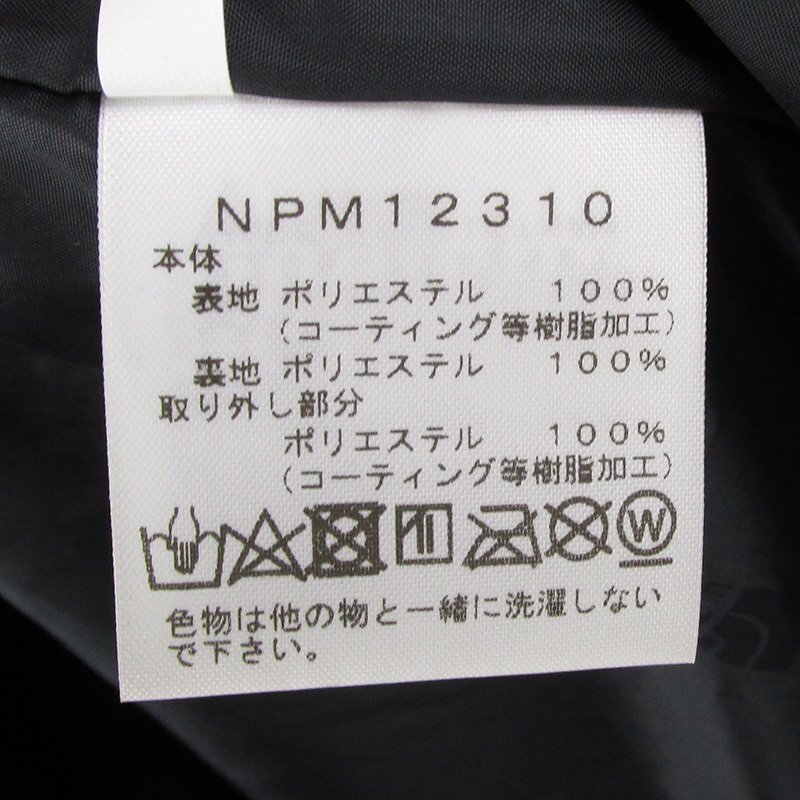 NPM12310
本体
表地 ポリエステル 100%
(コーティング等樹脂加工)
裏地 ポリエステル 100%
取り外し部分
ポリエステル 100%
(コーティング等樹脂加工)
W
色物は他の物と一緒に洗濯しない
で下さい。